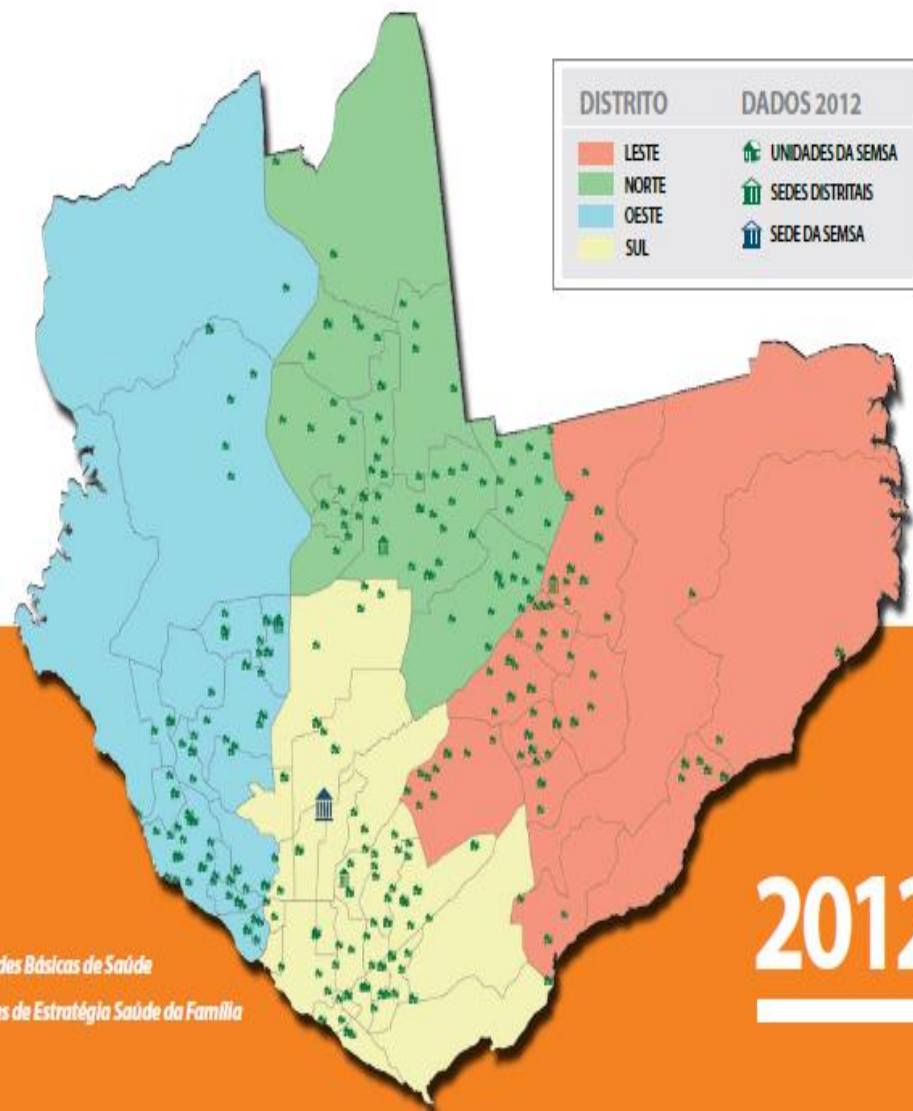 DISTRITO
DADOS 2012
LESTE
NORTE
OESTE
SUL
UNIDADES DA SEMSA
SEDES DISTRITAIS
SEDE DA SEMSA
2012
des Básicas de Saúde
es de Estratégia Saúde da Família